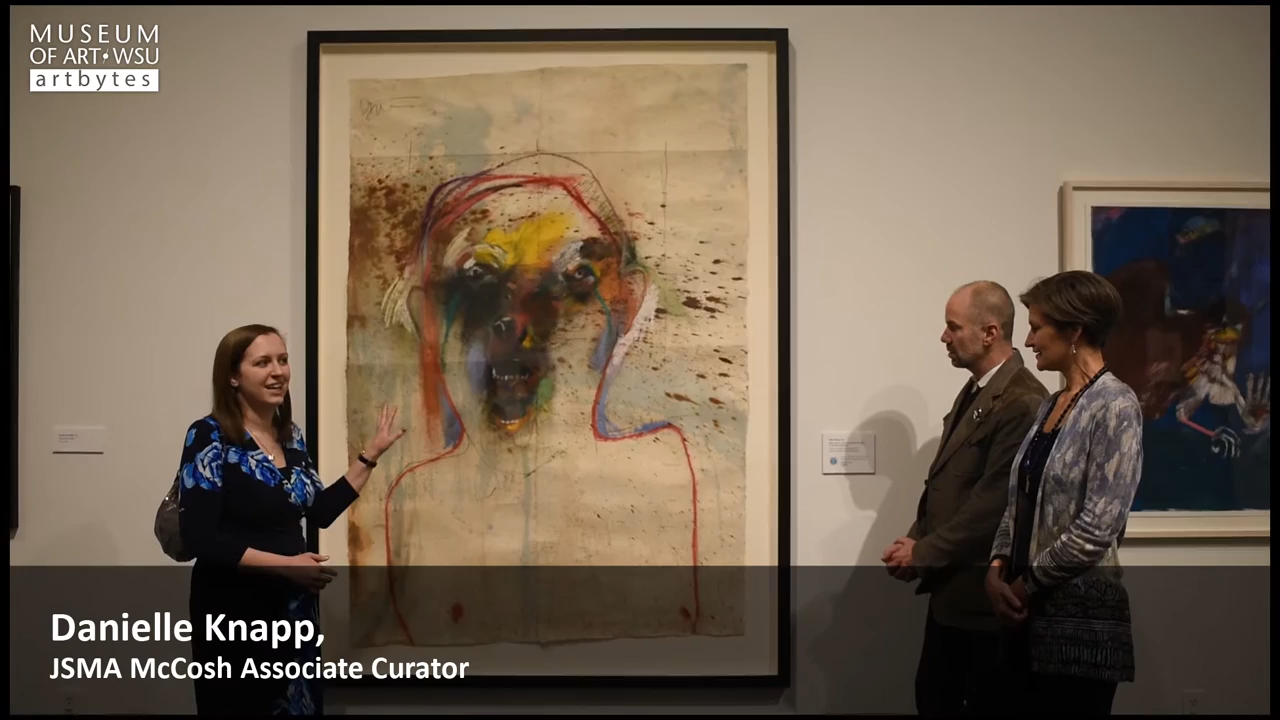 MUSEUM
OF ART•WSU
artbytes
Danielle Knapp,
JSMA McCosh Associate Curator